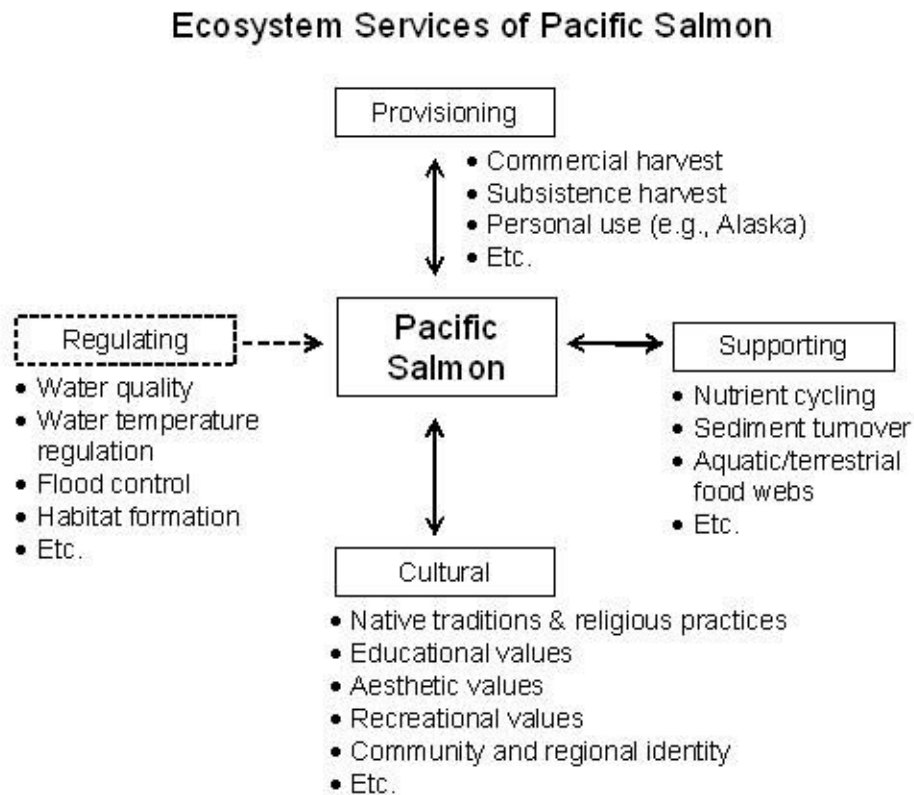 Ecosystem Services of Pacific Salmon
Provisioning
• Commercial harvest
• Subsistence harvest
• Personal use (e.g., Alaska)
• Etc.
Regulating
• Water quality
• Water temperature
regulation
• Flood control
• Habitat formation
• Etc.
Pacific
Salmon
Supporting
• Nutrient cycling
• Sediment turnover
• Aquatic/terrestrial
food webs
• Etc.
Cultural
• Native traditions & religious practices
• Educational values
• Aesthetic values
• Recreational values
• Community and regional identity
• Etc.